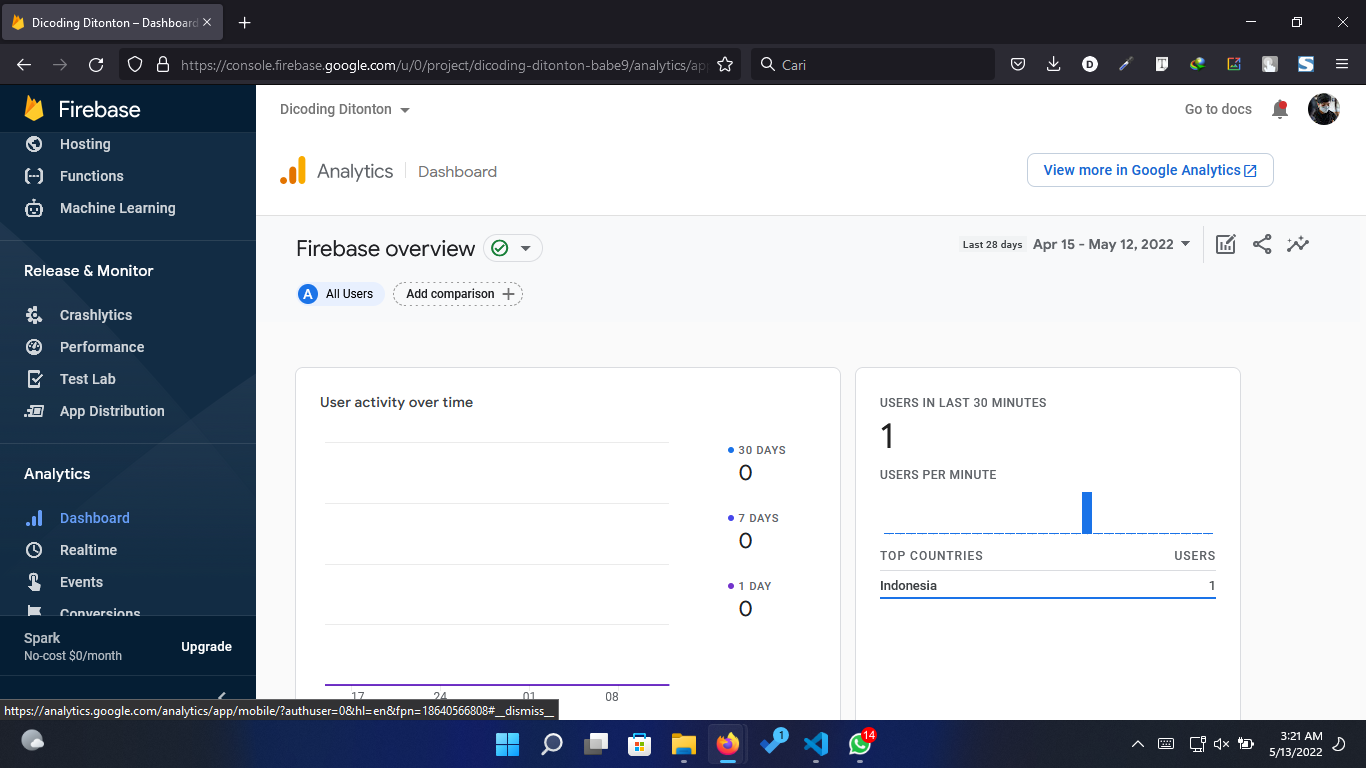 Dicoding Ditonton – Dashboard
https://console.firebase.google.com/u/0/project/dicoding-ditonton-babe9/analytics/app
Cari
Firebase
Hosting
Functions
Machine Learning
Release & Monitor
Crashlytics
Performance
Test Lab
App Distribution
Analytics
Dashboard
Realtime
Events
Conversions
Spark
No-cost $0/month
Upgrade
Dicoding Ditonton
Go to docs
Analytics
Dashboard
View more in Google Analytics
Firebase overview
Last 28 days
Apr 15 - May 12, 2022
A
All Users
Add comparison +
User activity over time
30 DAYS
0
7 DAYS
0
1 DAY
0
17 24 01 08
USERS IN LAST 30 MINUTES
1
USERS PER MINUTE
TOP COUNTRIES USERS
Indonesia 1
https://analytics.google.com/analytics/app/mobile/?authuser=0&hl=en&fpn=18640566808#__dismiss__
1
14
3:21 AM
5/13/2022